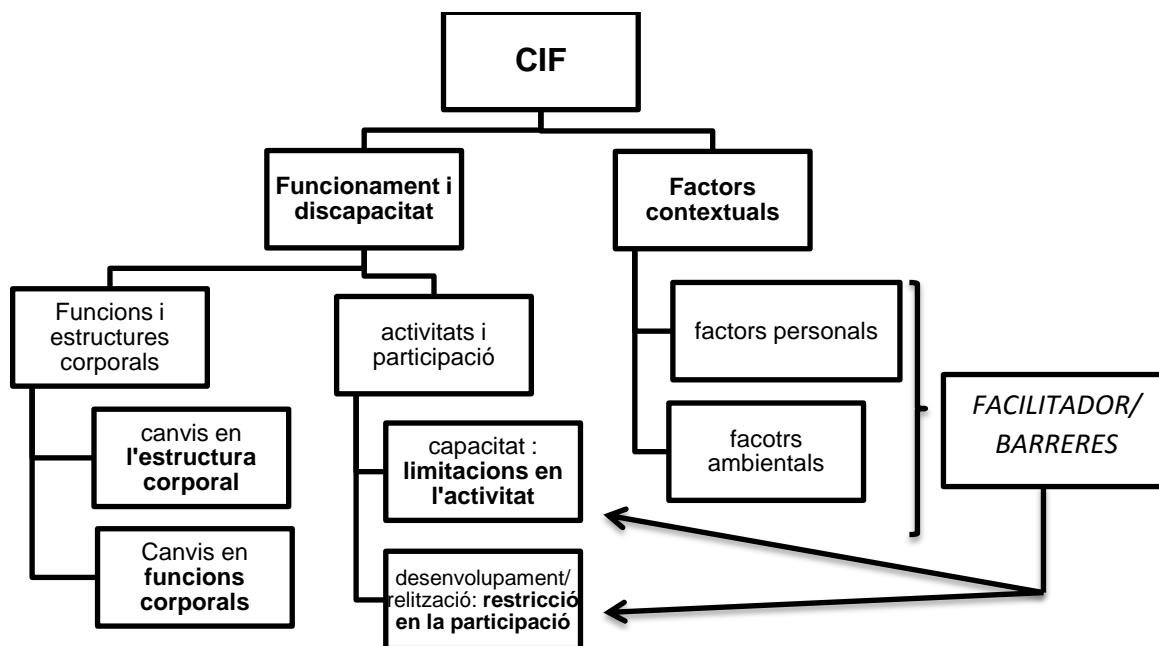 CIF
Funcionament i
discapacitat
Factors
contextuals
Funcions i
estructures
corporals
activitats i
participació
factors personals
canvis en
l'estructura
corporal
capacitat :
limitacions en
l'activitat
facotrs
ambientals
FACILITADOR/
BARRERES
Canvis en
funcions
corporals
desenvolupament/
relització: restricció
en la participació